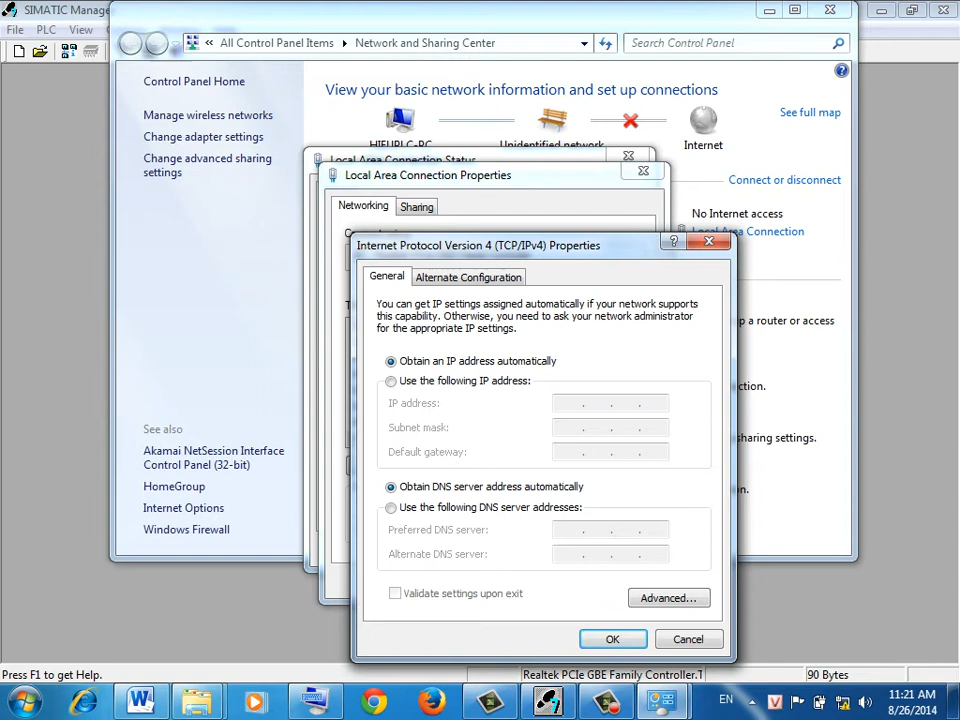 SIMATIC Manag
File PLC View
All Control Panel Items Network and Sharing Center
Search Control Panel
Control Panel Home
Manage wireless networks
Change adapter settings
Change advanced sharing
settings
View your basic network information and set up connections
See full map
HIEUPLC-PC
Unidentified network
Internet
Connect or disconnect
No Internet access
Local Area Connection
Local Area Connection Status
Local Area Connection Properties
Networking Sharing
Internet Protocol Version 4 (TCP/IPv4) Properties
General Alternate Configuration
You can get IP settings assigned automatically if your network supports
this capability. Otherwise, you need to ask your network administrator
for the appropriate IP settings.
Obtain an IP address automatically
Use the following IP address:
IP address: . . .
Subnet mask: . . .
Default gateway: . . .
Obtain DNS server address automatically
Use the following DNS server addresses:
Preferred DNS server: . . .
Alternate DNS server: . . .
Validate settings upon exit
Advanced...
OK Cancel
p a router or access
ction.
sharing settings.
n.
See also
Akamai NetSession Interface
Control Panel (32-bit)
HomeGroup
Internet Options
Windows Firewall
Press F1 to get Help.
Realtek PCIe GBE Family Controller.T
90 Bytes
EN
11:21 AM
8/26/2014